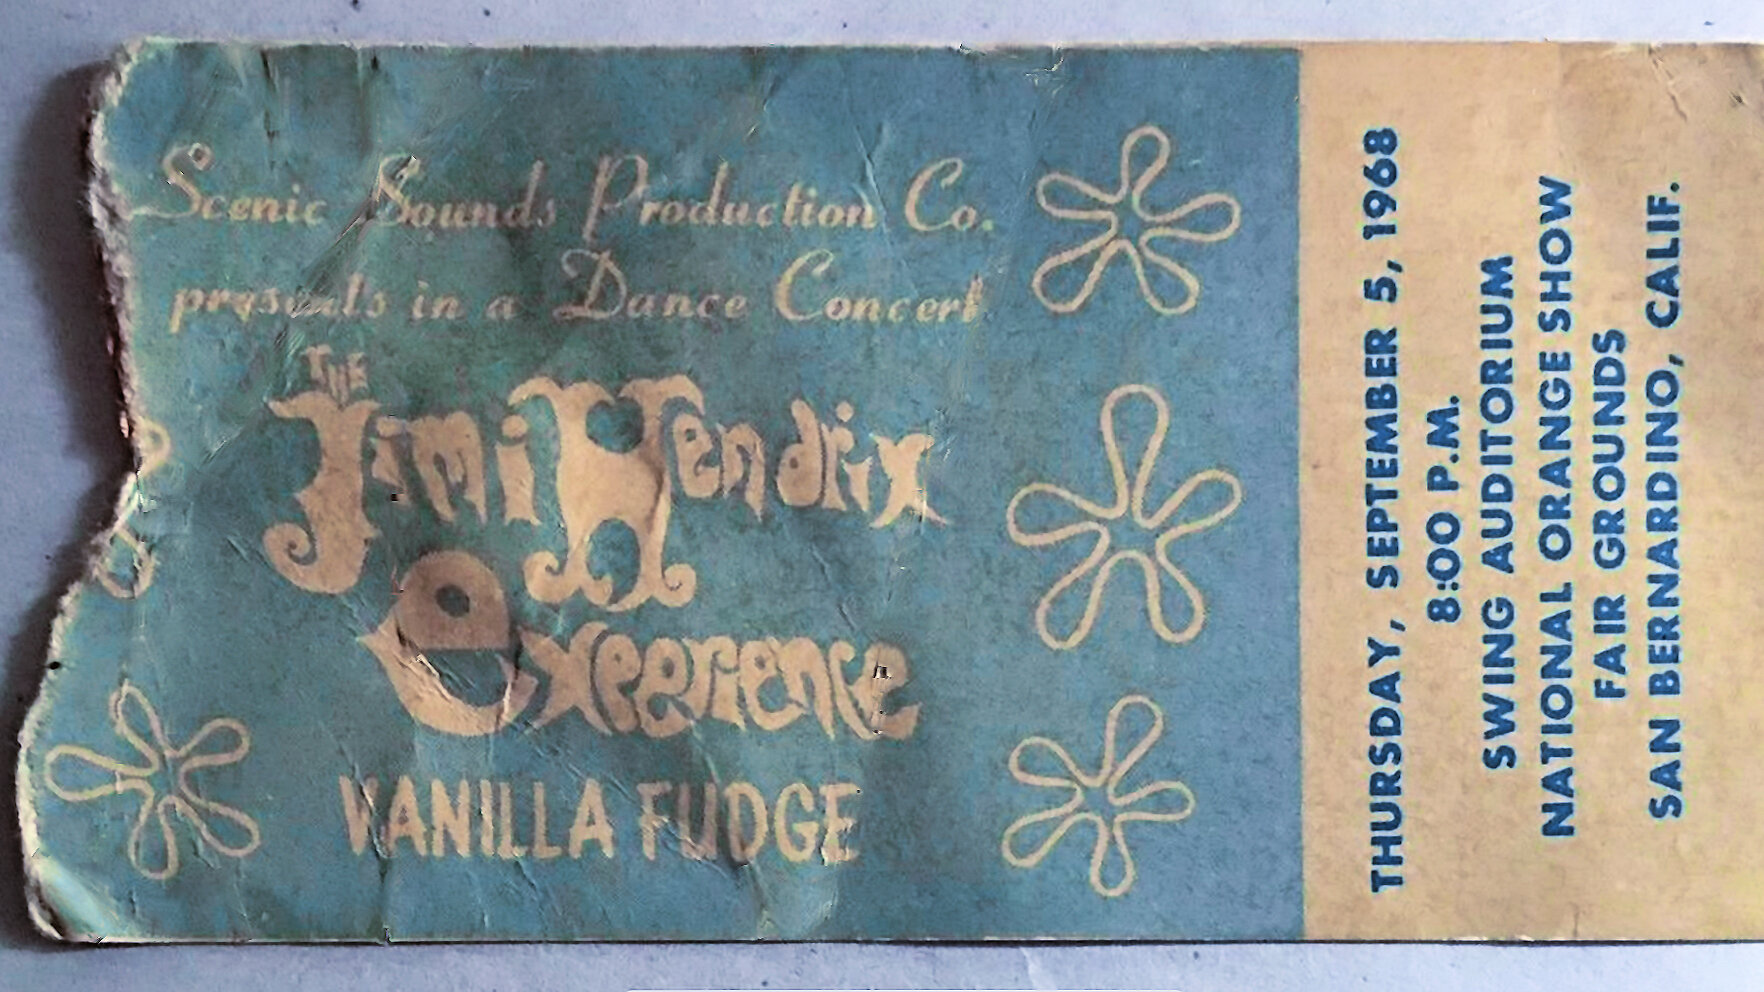 Scenic Sounds Production Co.
presents in a Dance Concert
THE
Jimi Hendrix
Experience
VANILLA FUDGE
THURSDAY, SEPTEMBER 5, 1968
8:00 P.M.
SWING AUDITORIUM
NATIONAL ORANGE SHOW
FAIR GROUNDS
SAN BERNARDINO, CALIF.